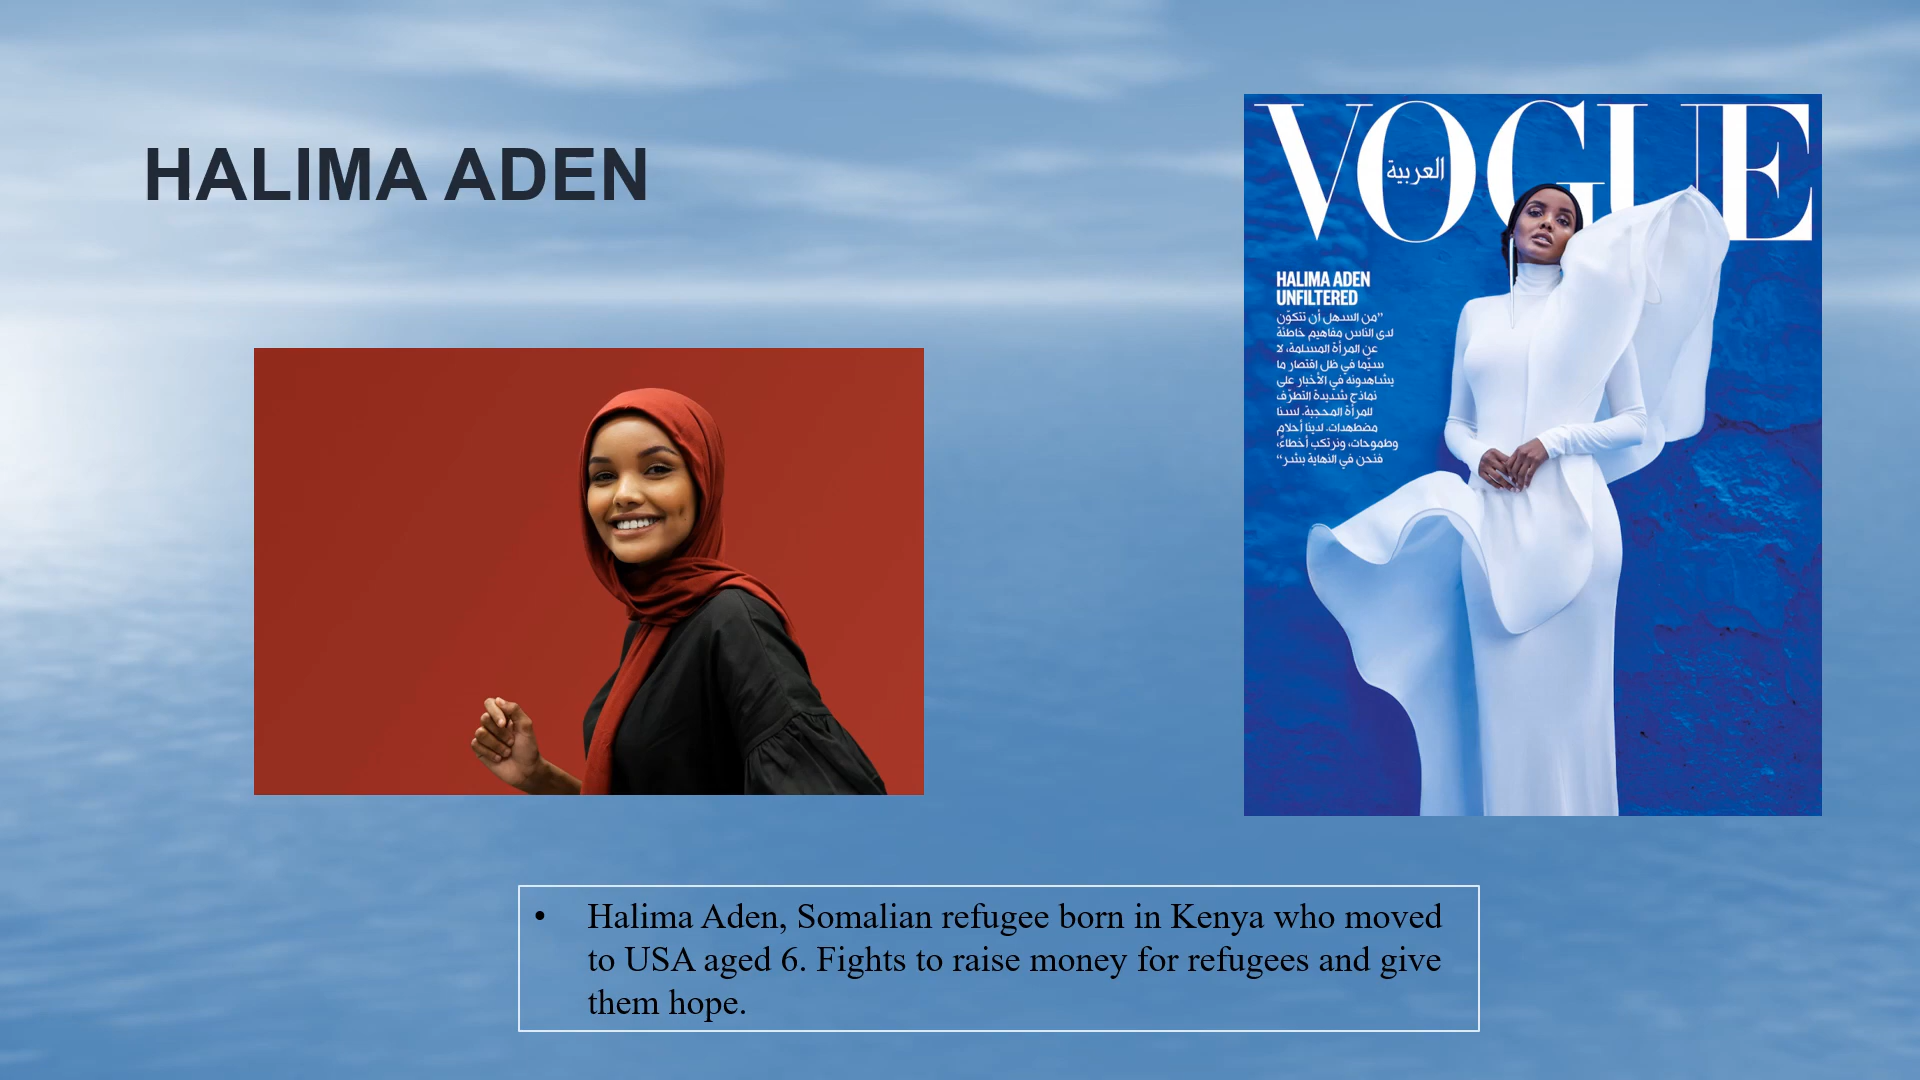 HALIMA ADEN
VOGUE
العربية
HALIMA ADEN
UNFILTERED
”من السهل أن تتكوّن
لدى الناس مفاهيم خاطئة
عن المرأة المسلمة، لا
سيّما في ظل اقتصار ما
يشاهدونه في الأخبار على
نماذج شديدة التطرّف
للمرأة المحجبة. لسنا
مضطهدات. لدينا أحلام
وطموحات، ونرتكب أخطاءً،
فنحن في النهاية بشر“
• Halima Aden, Somalian refugee born in Kenya who moved
to USA aged 6. Fights to raise money for refugees and give
them hope.